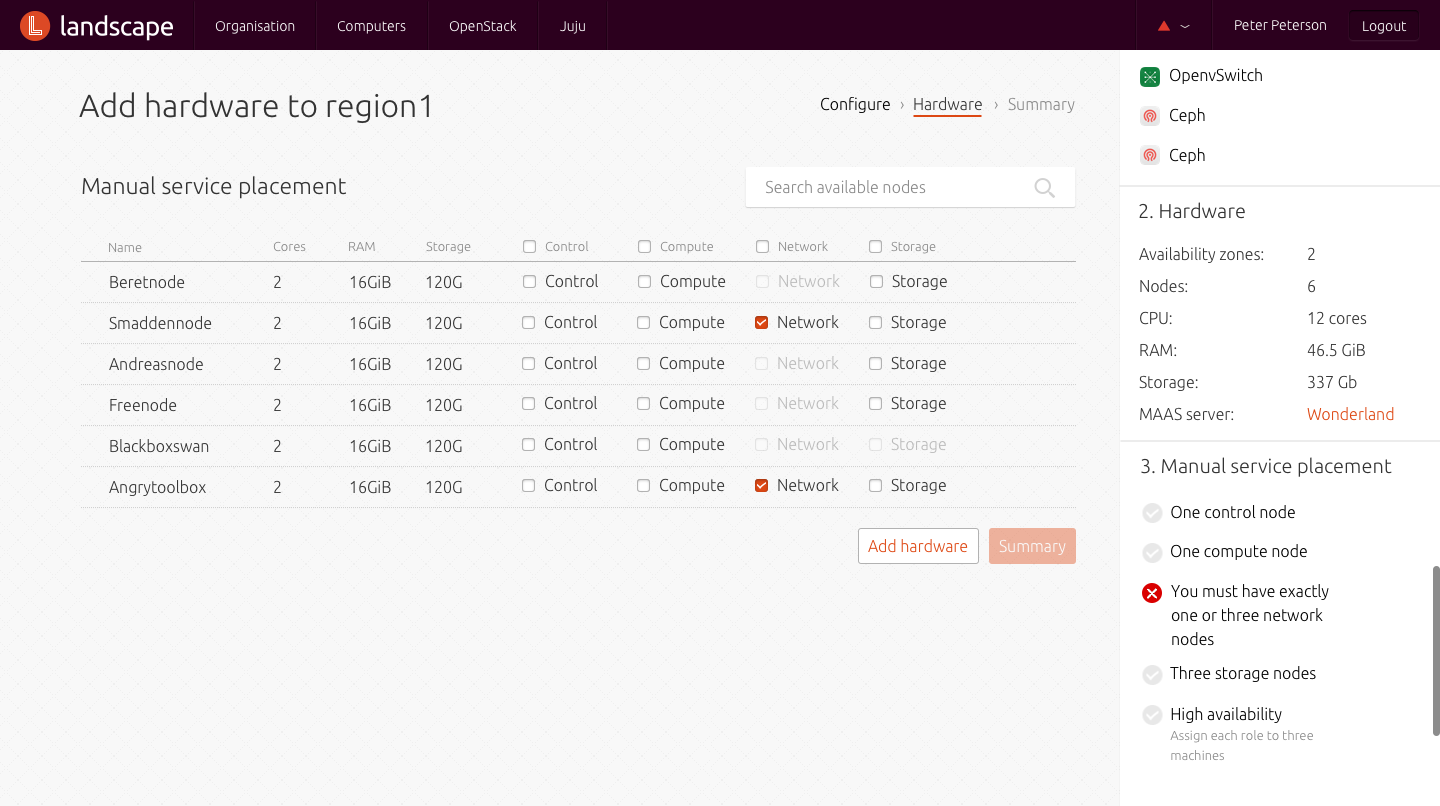 landscape
Organisation
Computers
OpenStack
Juju
Peter Peterson
Logout
Add hardware to region1
Configure › Hardware › Summary
Manual service placement
Search available nodes
Name Cores RAM Storage Control Compute Network Storage
Beretnode 2 16GiB 120G Control Compute Network Storage
Smaddennode 2 16GiB 120G Control Compute Network Storage
Andreasnode 2 16GiB 120G Control Compute Network Storage
Freenode 2 16GiB 120G Control Compute Network Storage
Blackboxswan 2 16GiB 120G Control Compute Network Storage
Angrytoolbox 2 16GiB 120G Control Compute Network Storage
Add hardware
Summary
OpenvSwitch
Ceph
Ceph
2. Hardware
Availability zones: 2
Nodes: 6
CPU: 12 cores
RAM: 46.5 GiB
Storage: 337 Gb
MAAS server: Wonderland
3. Manual service placement
One control node
One compute node
You must have exactly
one or three network
nodes
Three storage nodes
High availability
Assign each role to three
machines